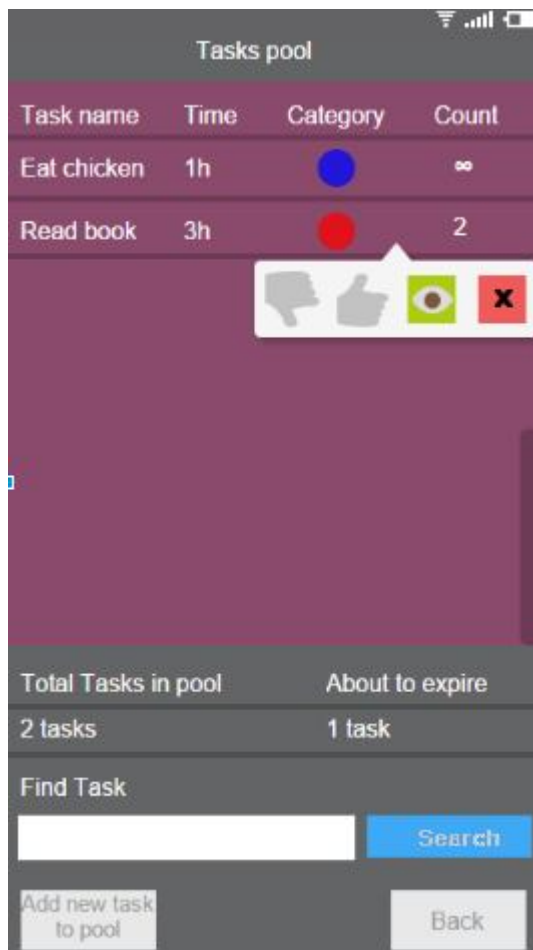 Tasks pool
Task name Time Category Count
Eat chicken 1h ∞
Read book 3h 2
x
Total Tasks in pool About to expire
2 tasks 1 task
Find Task
Search
Add new task
to pool
Back